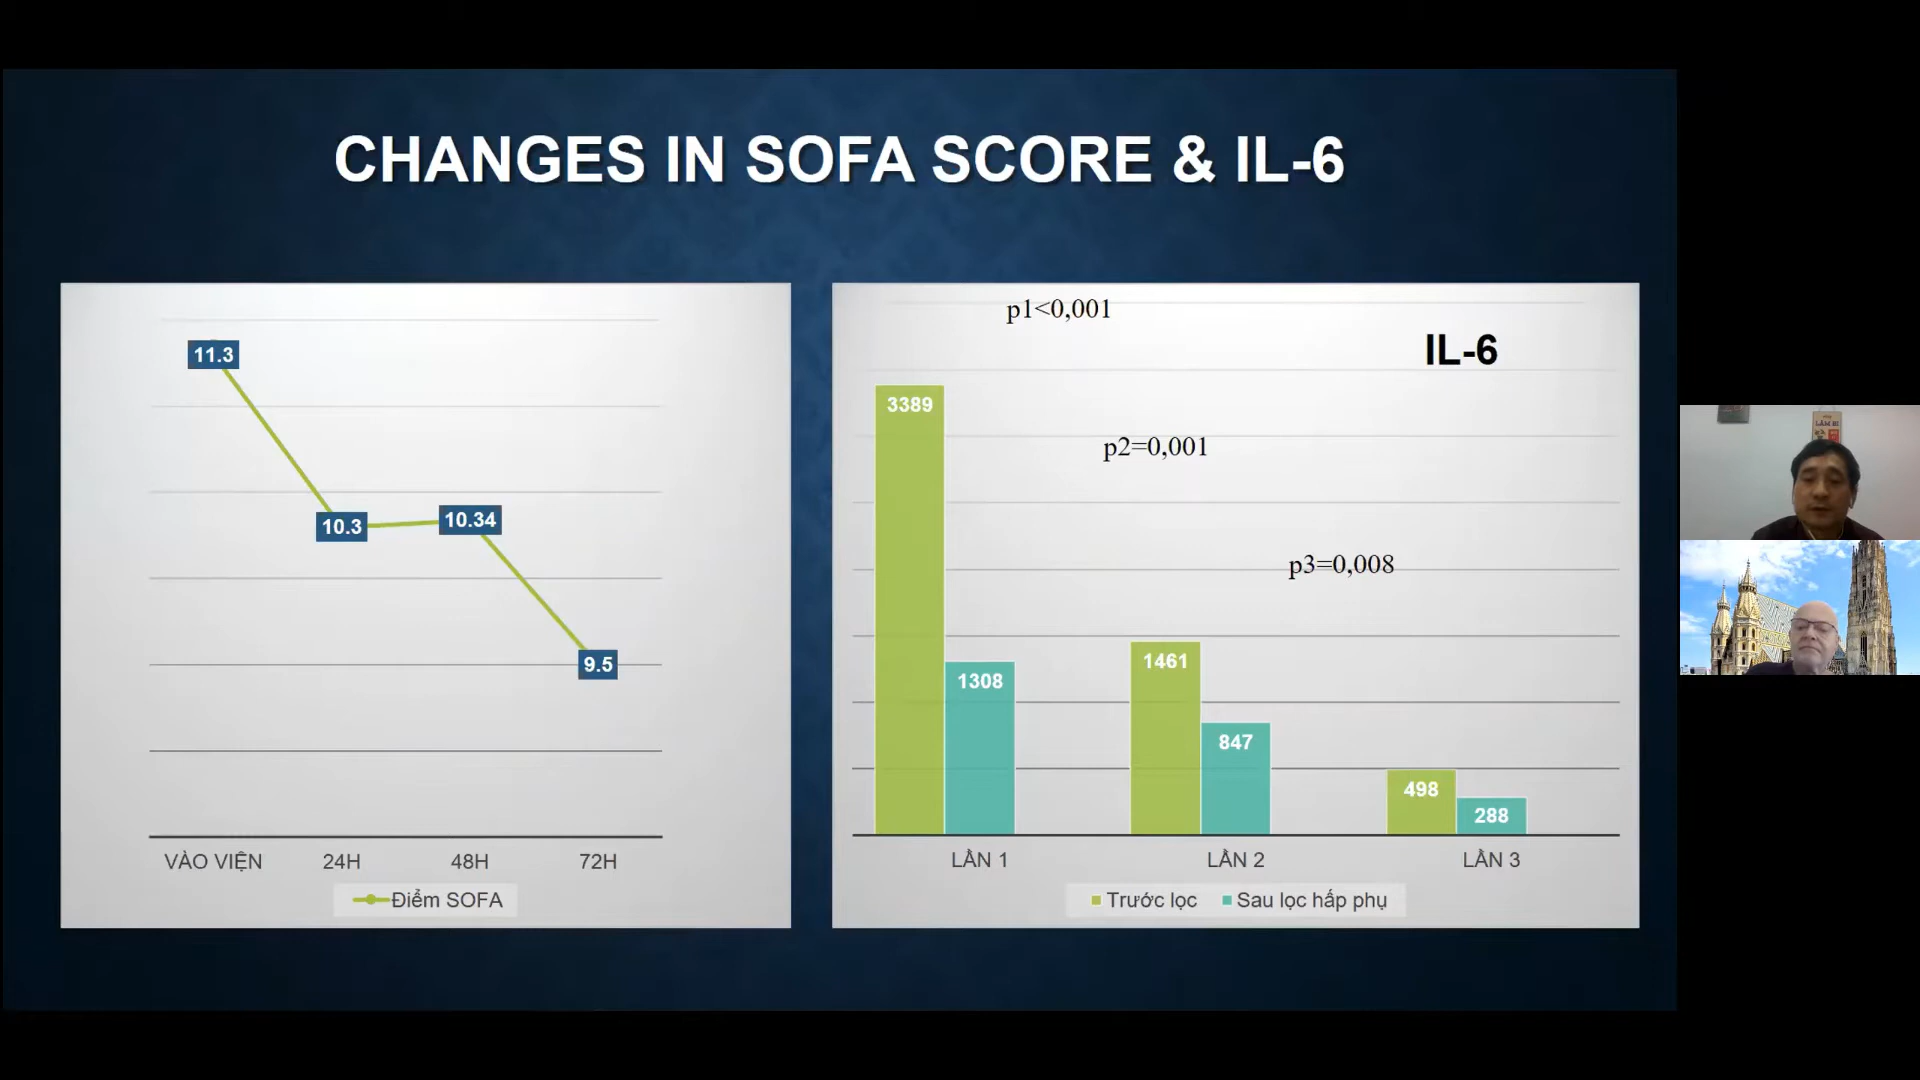 CHANGES IN SOFA SCORE & IL-6
11.3
10.3
10.34
9.5
VÀO VIỆN 24H 48H 72H
Điểm SOFA
p1<0,001
IL-6
3389
p2=0,001
p3=0,008
1308
1461
847
498
288
LẦN 1 LẦN 2 LẦN 3
Trước lọc Sau lọc hấp phụ